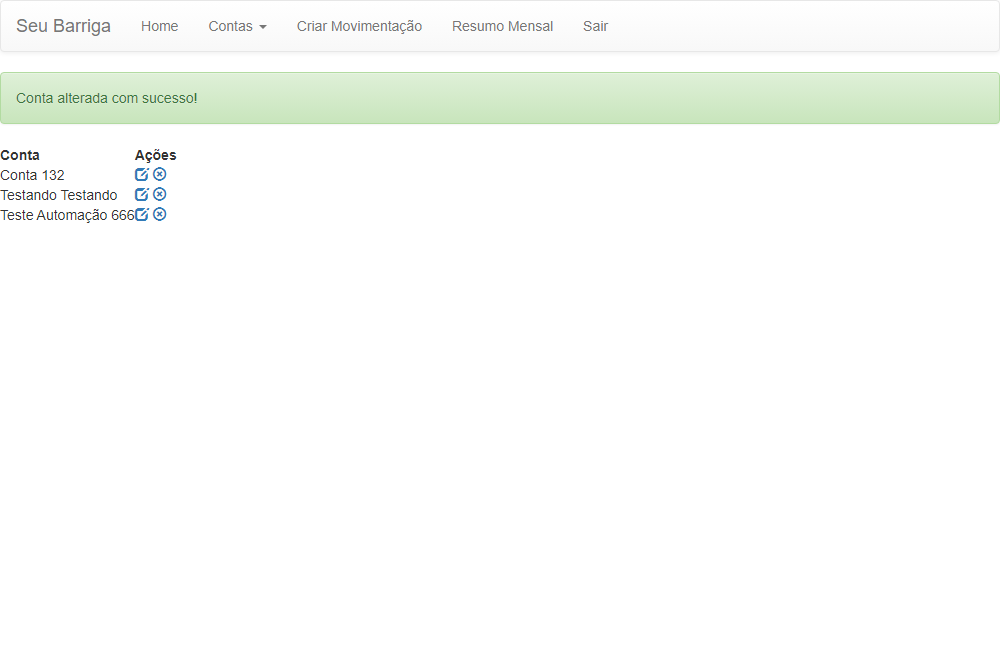 Seu Barriga Home Contas Criar Movimentação Resumo Mensal Sair
Conta alterada com sucesso!
Conta Ações
Conta 132
Testando Testando
Teste Automação 666